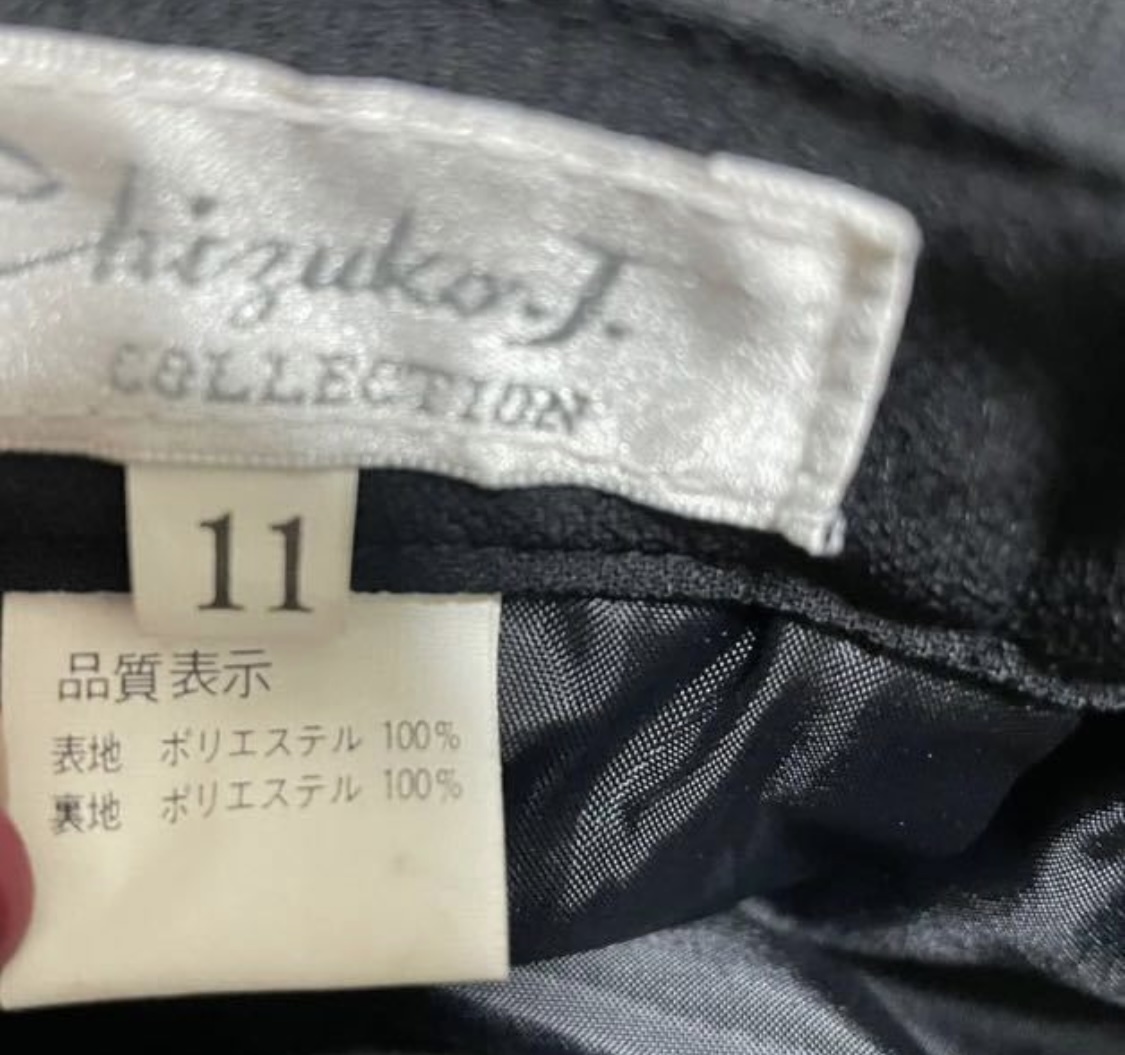 Shizuko.J.
COLLECTION
11
品質表示
表地 ポリエステル 100%
裏地 ポリエステル 100%